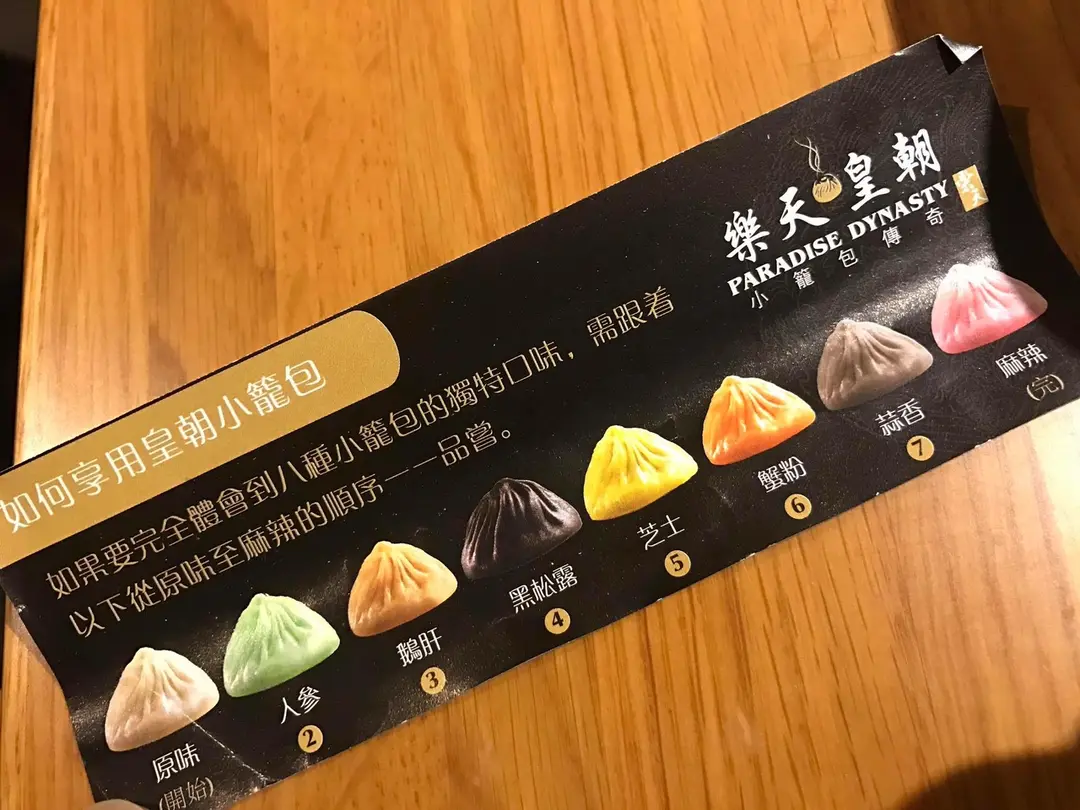 樂天皇朝
樂天
PARADISE DYNASTY
小籠包傳奇
如何享用皇朝小籠包
如果要完全體會到八種小籠包的獨特口味，需跟着
以下從原味至麻辣的順序一一品嘗。
原味
(開始)
人參
2
鵝肝
3
黑松露
4
芝士
5
蟹粉
6
蒜香
7
麻辣
(完)